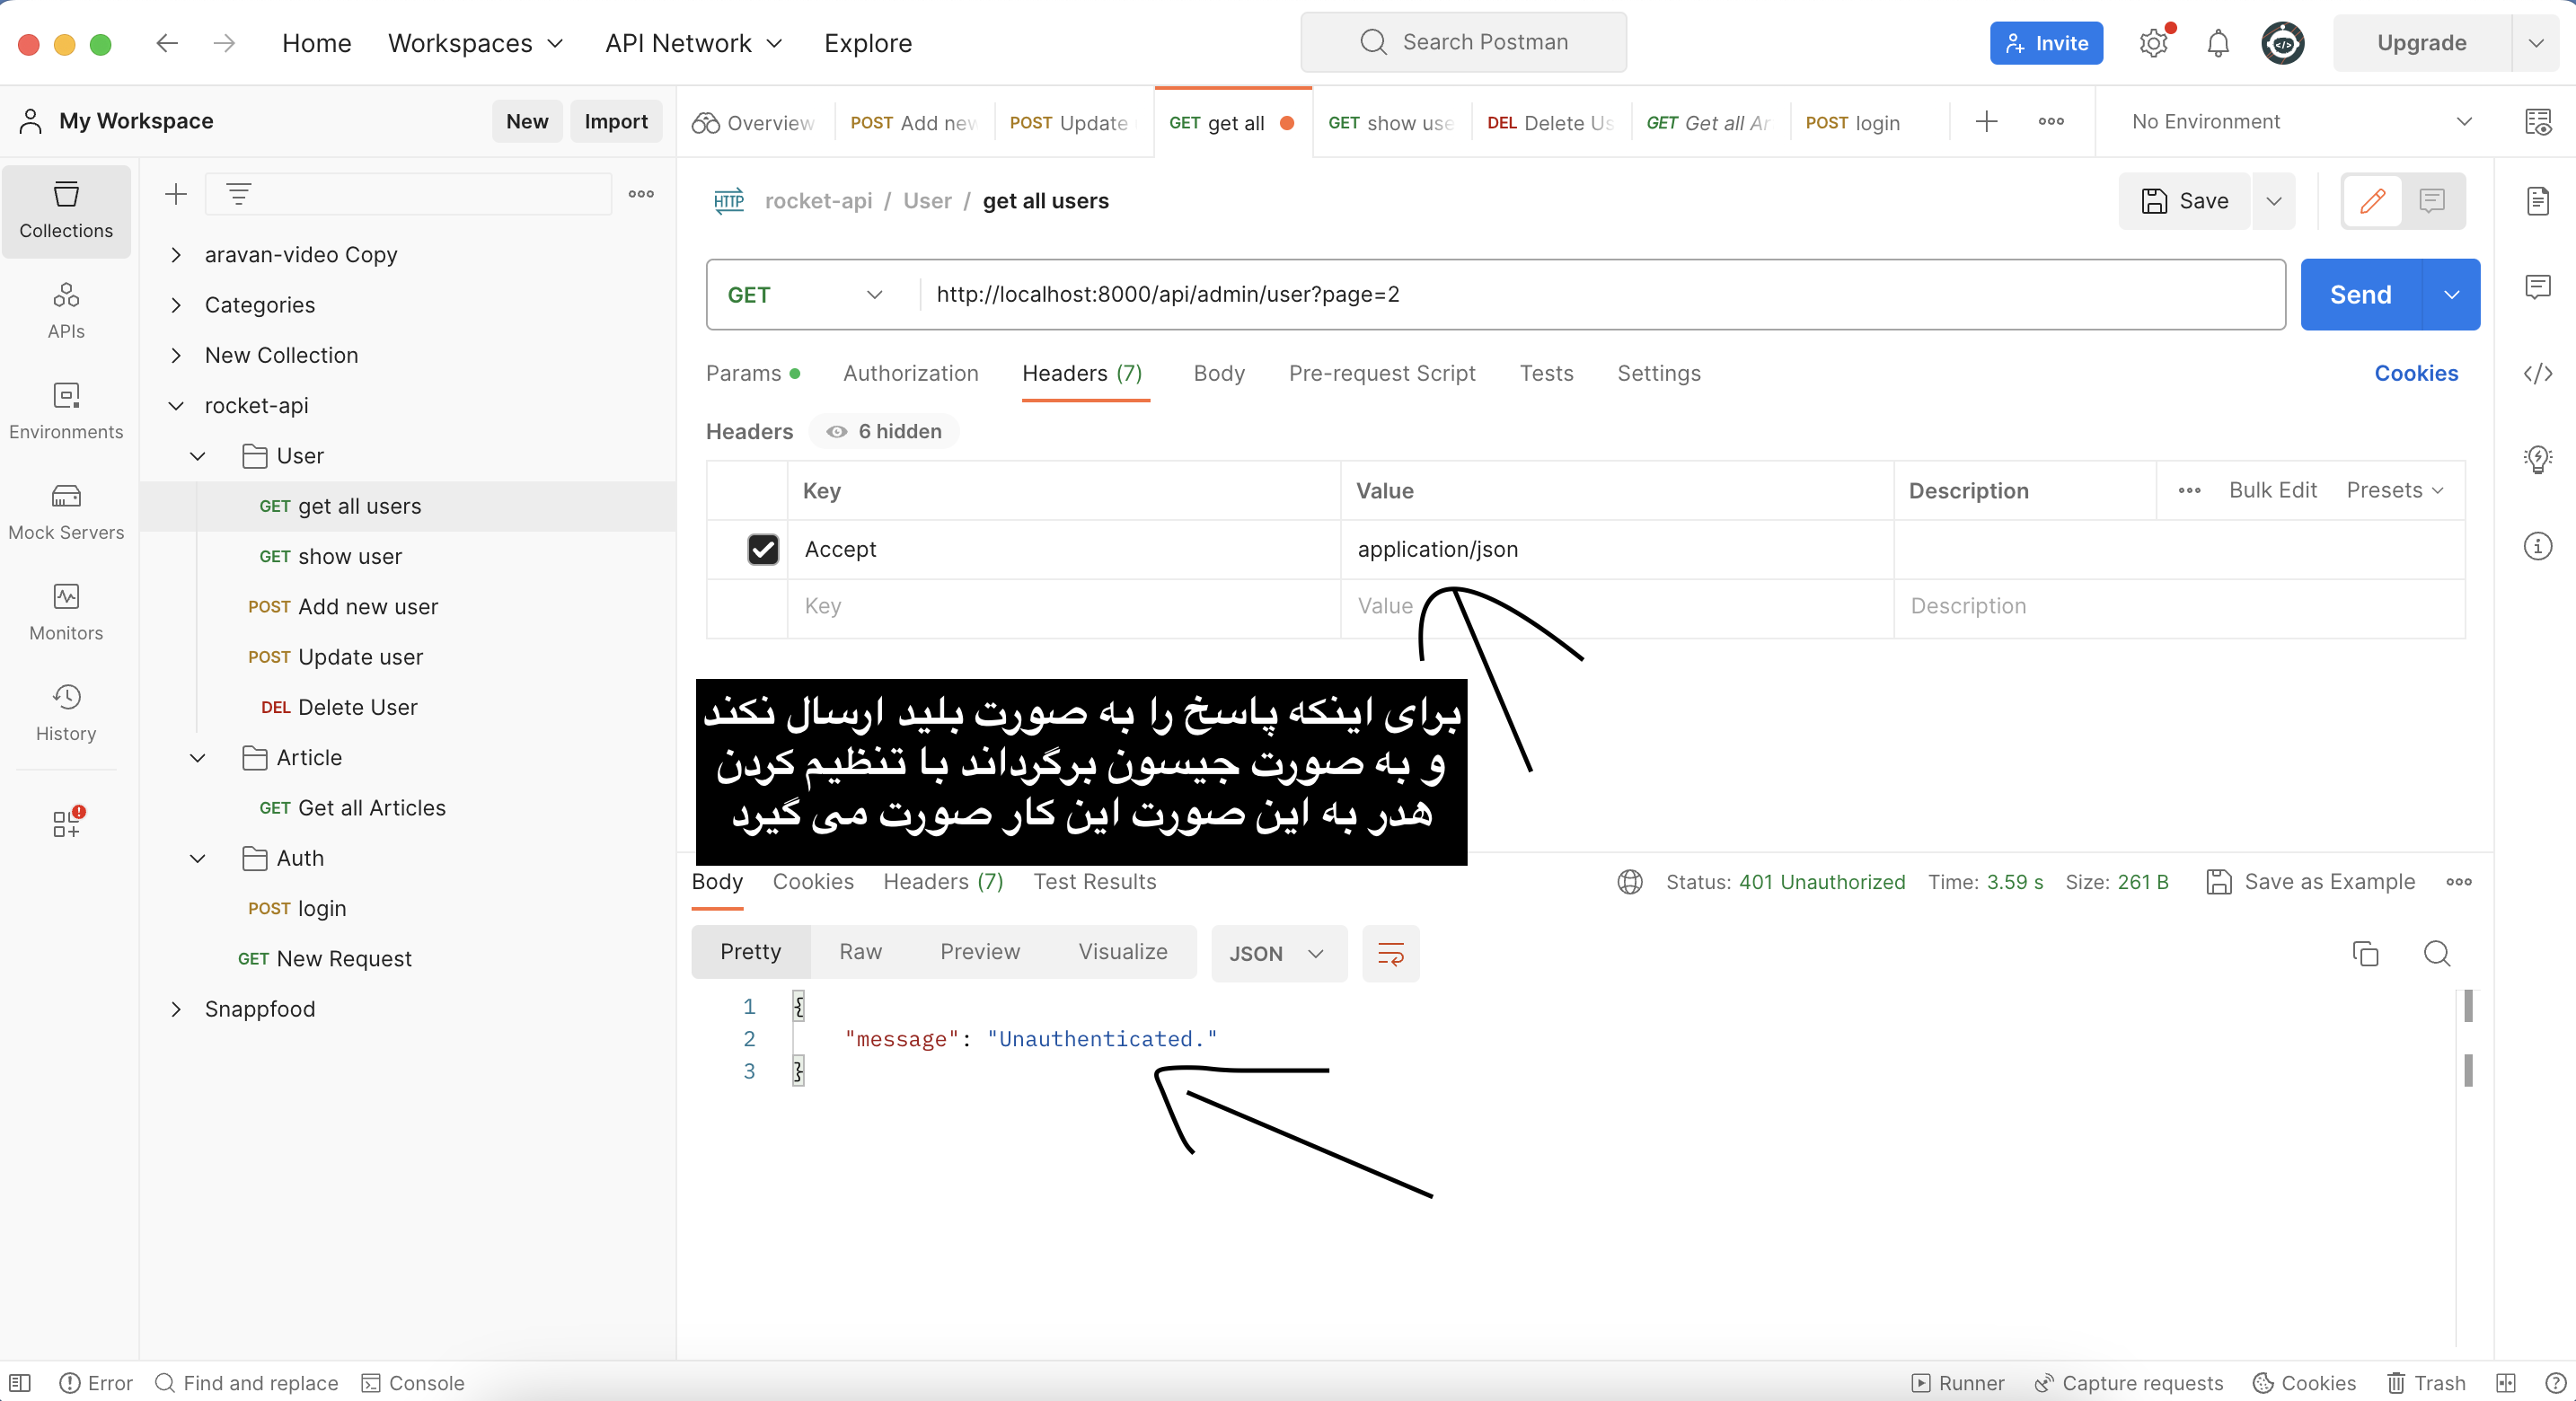 Home
Workspaces
API Network
Explore
Search Postman
Invite
Upgrade
My Workspace
New
Import
Overview
POST Add new
POST Update
GET get all
GET show use
DEL Delete Us
GET Get all Ar
POST login
No Environment
Collections
APIs
Environments
Mock Servers
Monitors
History
aravan-video Copy
Categories
New Collection
rocket-api
User
GET get all users
GET show user
POST Add new user
POST Update user
DEL Delete User
Article
GET Get all Articles
Auth
POST login
GET New Request
Snappfood
HTTP rocket-api / User / get all users
Save
GET
http://localhost:8000/api/admin/user?page=2
Send
Params
Authorization
Headers (7)
Body
Pre-request Script
Tests
Settings
Cookies
Headers
6 hidden
Key
Value
Description
Bulk Edit
Presets
Accept
application/json
Key
Value
Description
برای اینکه پاسخ را به صورت بلید ارسال نکند
و به صورت جیسون برگرداند با تنظیم کردن
هدر به این صورت این کار صورت می گیرد
Body
Cookies
Headers (7)
Test Results
Status: 401 Unauthorized
Time: 3.59 s
Size: 261 B
Save as Example
Pretty
Raw
Preview
Visualize
JSON
1 {
2 "message": "Unauthenticated."
3 }
Error
Find and replace
Console
Runner
Capture requests
Cookies
Trash